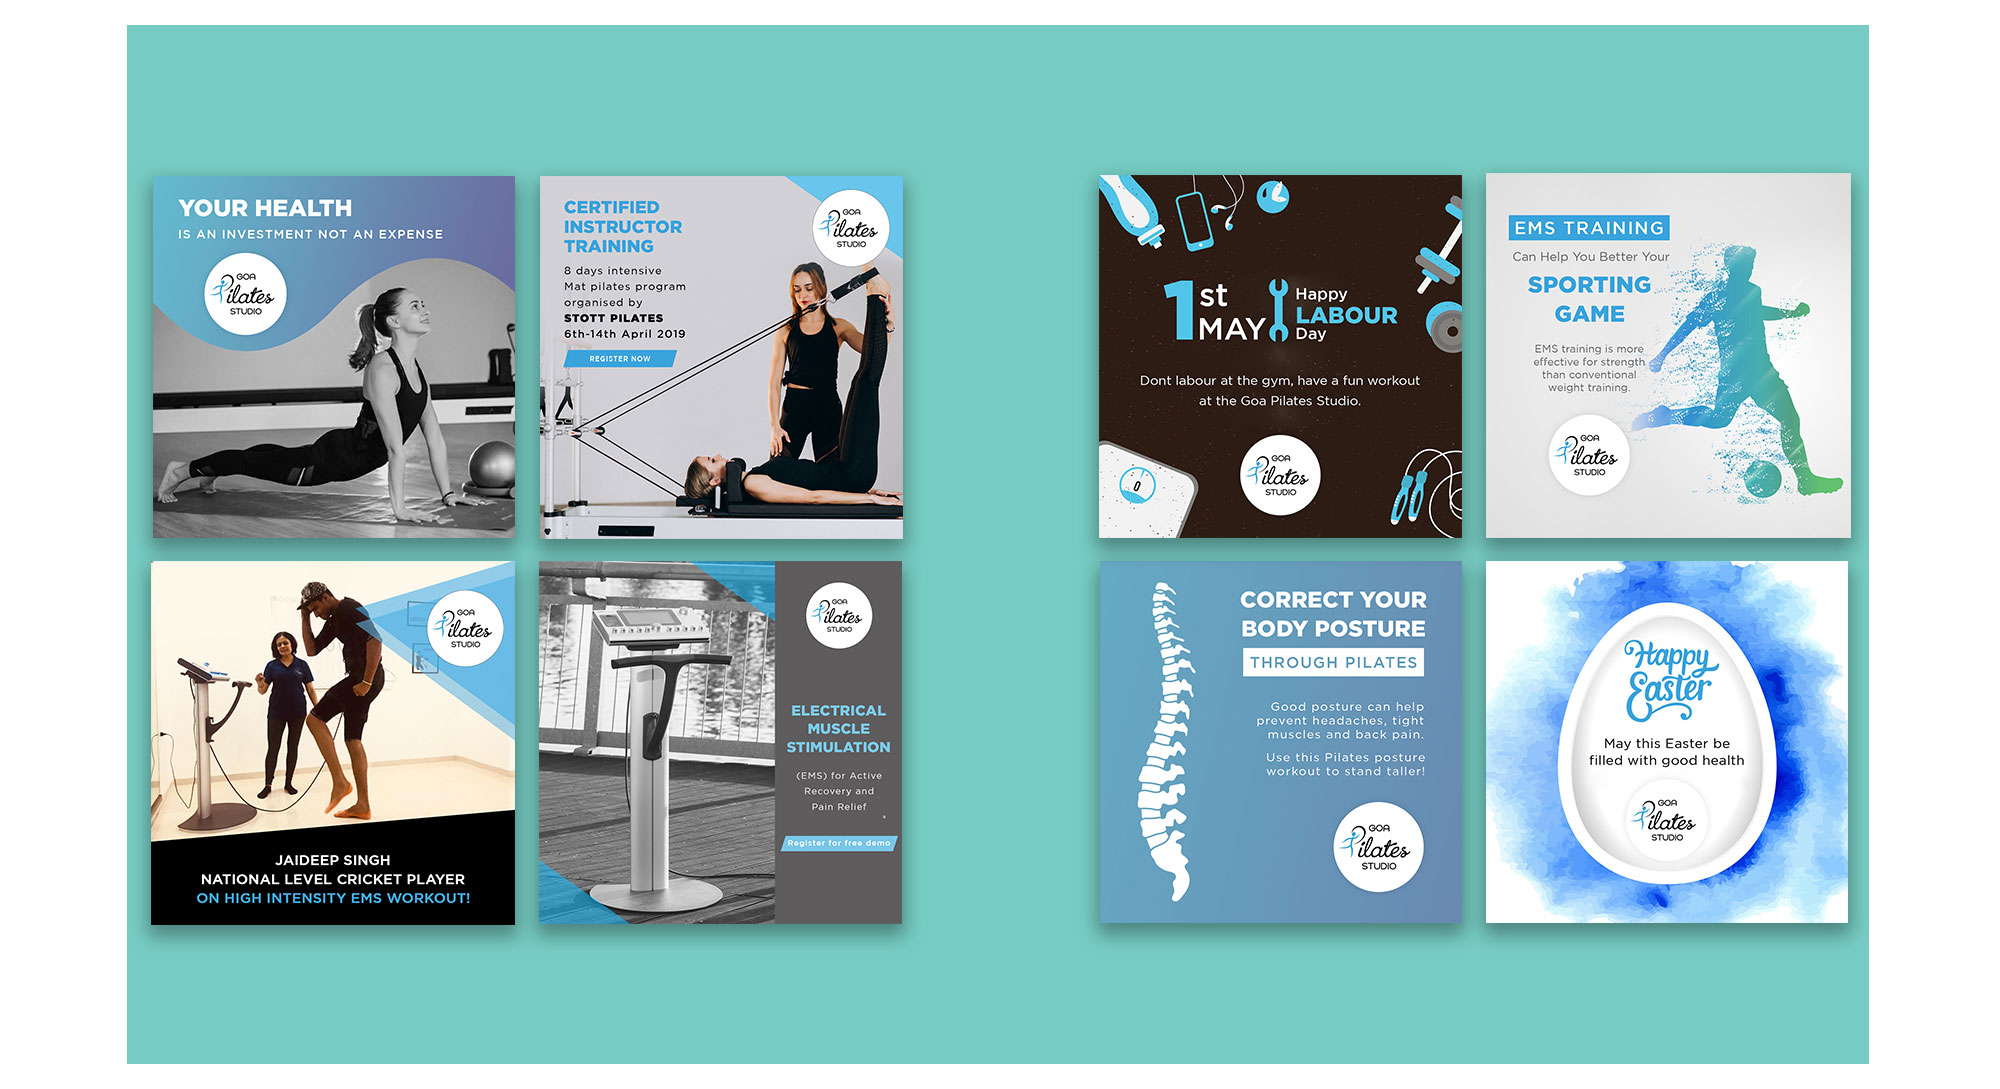 YOUR HEALTH
IS AN INVESTMENT NOT AN EXPENSE
GOA
Pilates
STUDIO
CERTIFIED
INSTRUCTOR
TRAINING
8 days intensive
Mat pilates program
organised by
STOTT PILATES
6th-14th April 2019
REGISTER NOW
GOA
Pilates
STUDIO
GOA
Pilates
STUDIO
JAIDEEP SINGH
NATIONAL LEVEL CRICKET PLAYER
ON HIGH INTENSITY EMS WORKOUT!
GOA
Pilates
STUDIO
ELECTRICAL
MUSCLE
STIMULATION
(EMS) for Active
Recovery and
Pain Relief
Register for free demo
1st
MAY
Happy
LABOUR
Day
Dont labour at the gym, have a fun workout
at the Goa Pilates Studio.
0
GOA
Pilates
STUDIO
EMS TRAINING
Can Help You Better Your
SPORTING
GAME
EMS training is more
effective for strength
than conventional
weight training.
GOA
Pilates
STUDIO
CORRECT YOUR
BODY POSTURE
THROUGH PILATES
Good posture can help
prevent headaches, tight
muscles and back pain.
Use this Pilates posture
workout to stand taller!
GOA
Pilates
STUDIO
Happy
Easter
May this Easter be
filled with good health
GOA
Pilates
STUDIO